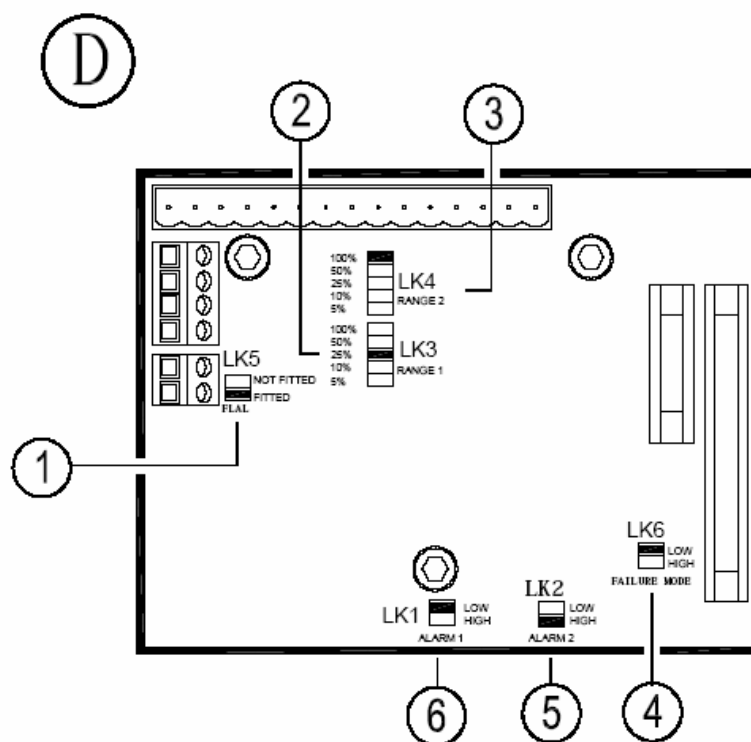 D
2
3
100%
50%
25%
10%
5%
LK4
RANGE 2
100%
50%
25%
10%
5%
LK3
RANGE 1
LK5
NOT FITTED
FITTED
FLAL
1
LK6
LOW
HIGH
FAILURE MODE
LK1
LOW
HIGH
ALARM 1
LK2
LOW
HIGH
ALARM 2
6
5
4